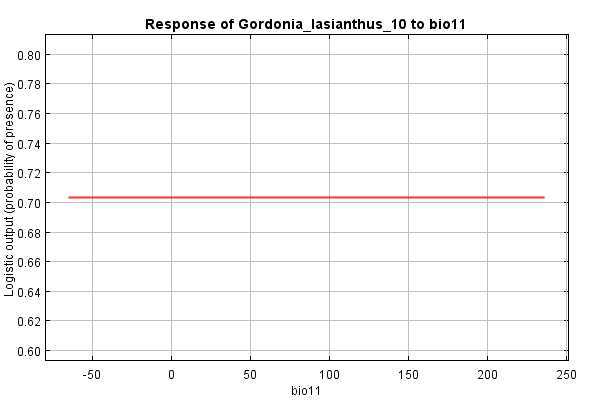 Response of Gordonia_lasianthus_10 to bio11
Logistic output (probability of presence)
0.80
0.78
0.76
0.74
0.72
0.70
0.68
0.66
0.64
0.62
0.60
-50 0 50 100 150 200 250
bio11